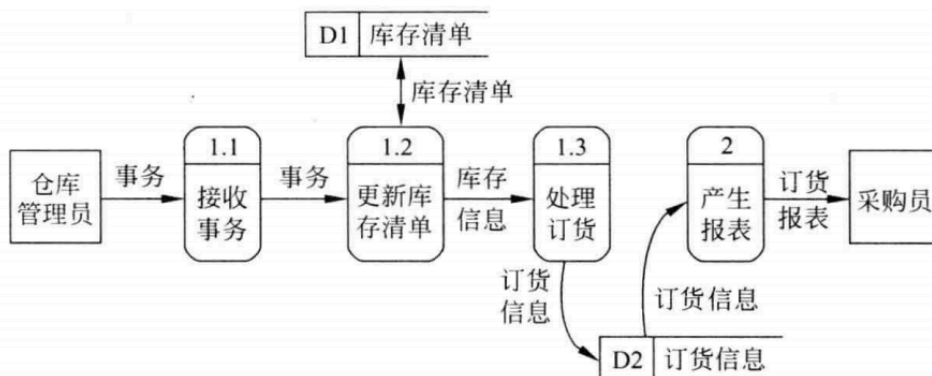 D1 库存清单
库存清单
1.1
1.2
1.3
2
仓库
管理员
事务
接收
事务
事务
更新库
存清单
库存
信息
处理
订货
产生
报表
订货
报表
采购员
订货
信息
订货信息
D2 订货信息